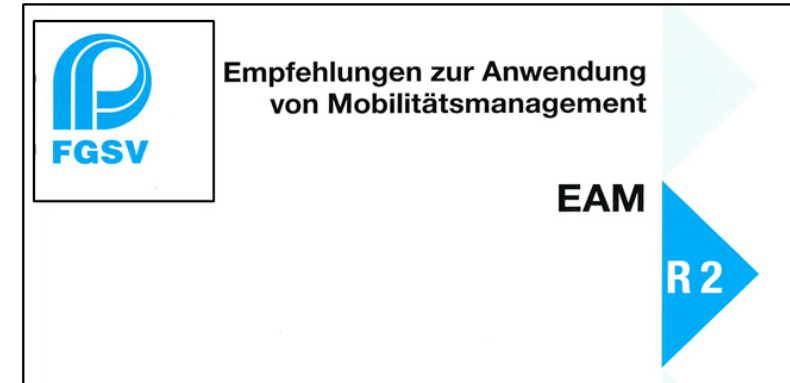 FGSV
Empfehlungen zur Anwendung
von Mobilitätsmanagement
EAM
R 2